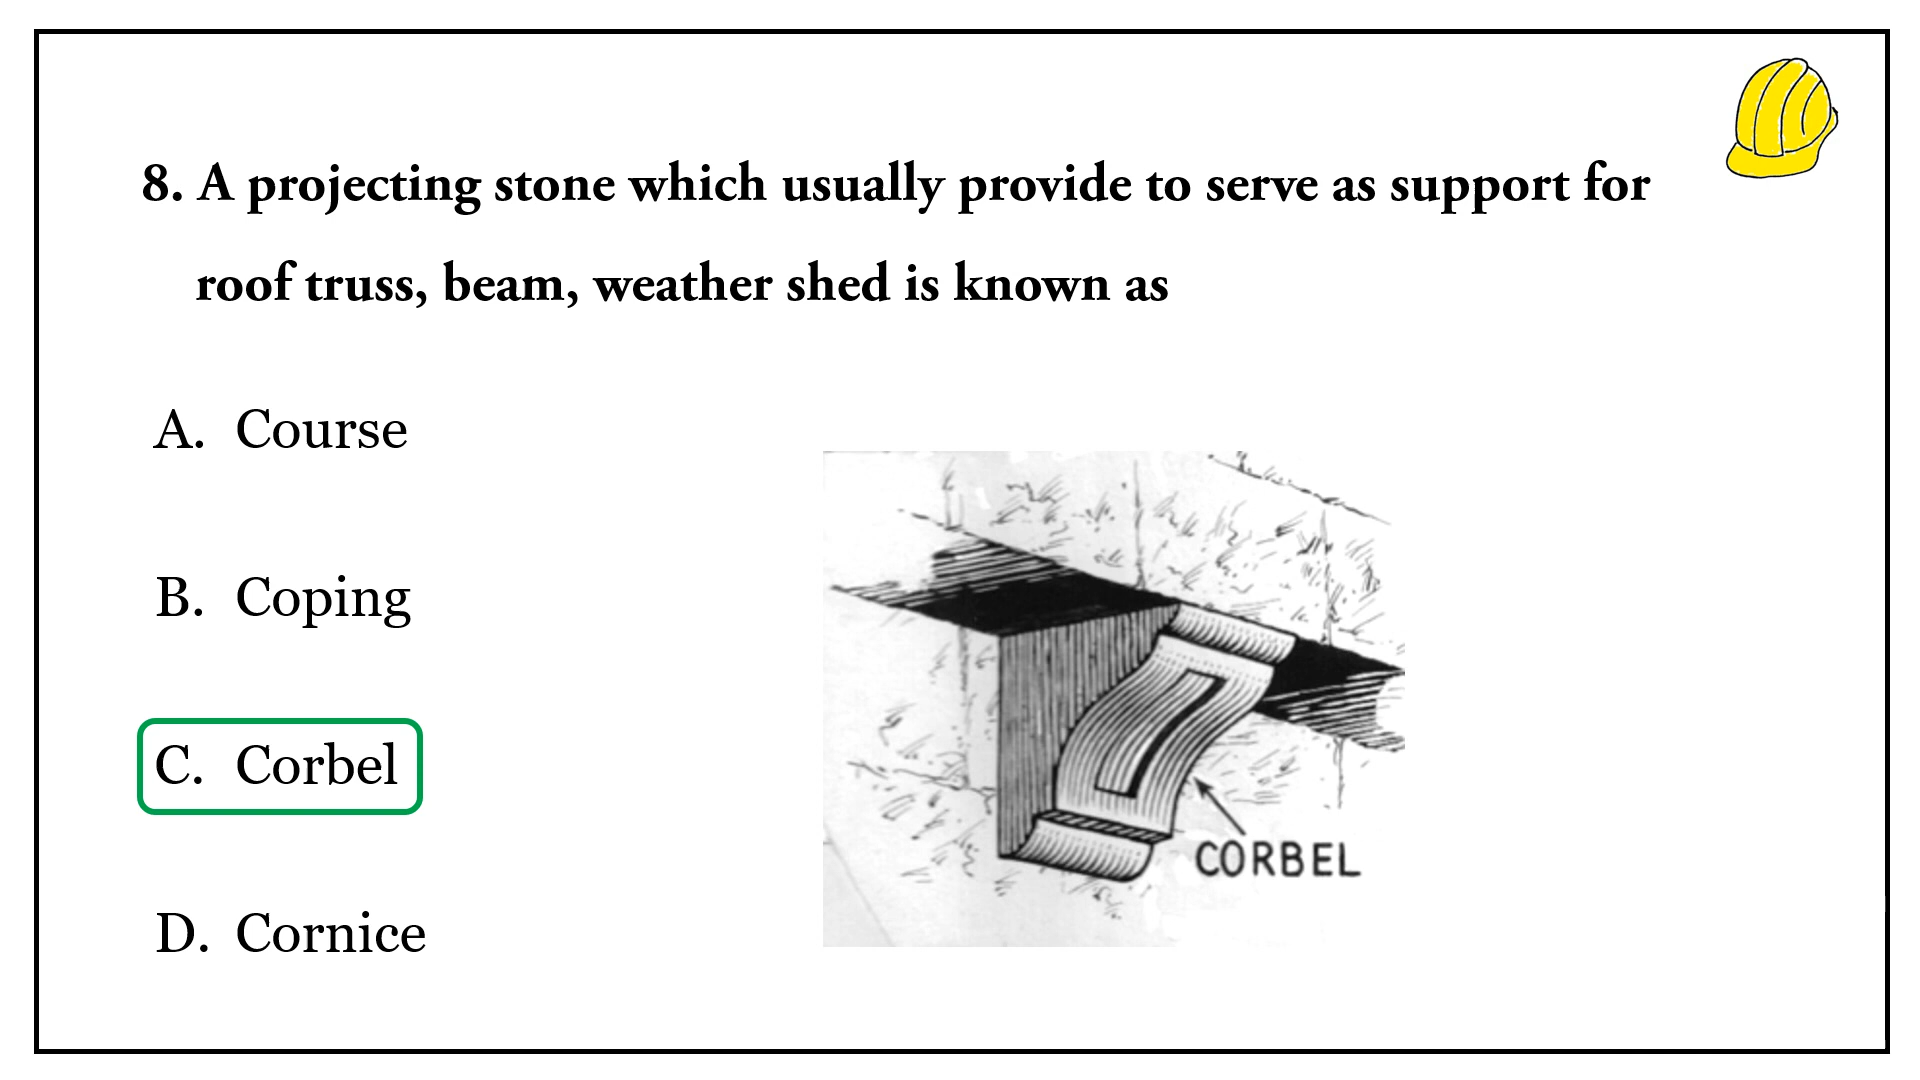 8. A projecting stone which usually provide to serve as support for
roof truss, beam, weather shed is known as
A. Course
B. Coping
C. Corbel
D. Cornice
CORBEL